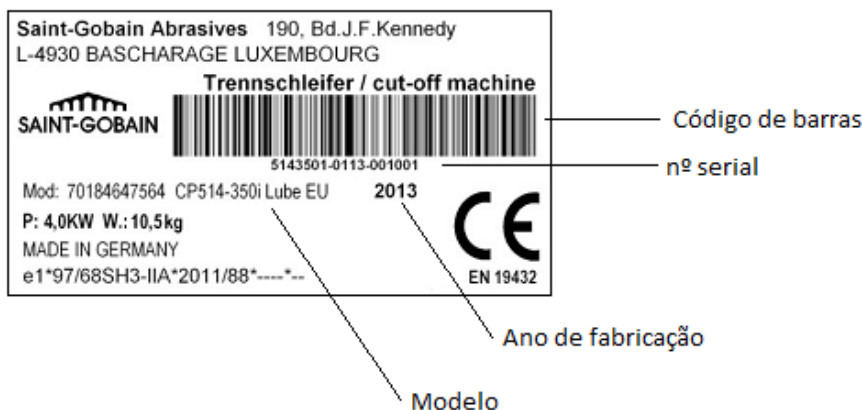 Saint-Gobain Abrasives 190, Bd.J.F.Kennedy
L-4930 BASCHARAGE LUXEMBOURG
Trennschleifer / cut-off machine
SAINT-GOBAIN
Código de barras
5143501-0113-001001
nº serial
Mod: 70184647564 CP514-350i Lube EU 2013
P: 4,0KW W.: 10,5kg
MADE IN GERMANY
CE
e1*97/68SH3-IIA*2011/88*----*--
EN 19432
Ano de fabricação
Modelo